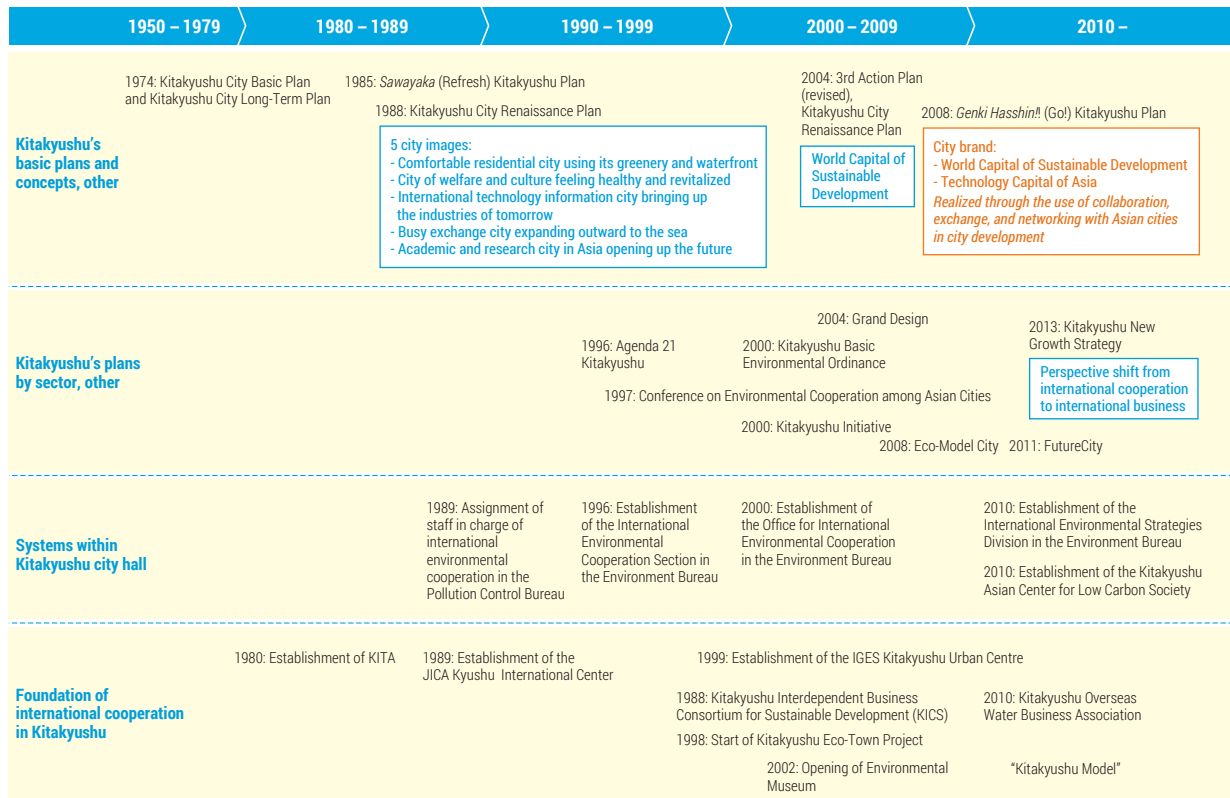 1950 – 1979
1980 – 1989
1990 – 1999
2000 – 2009
2010 –
Kitakyushu's
basic plans and
concepts, other
1974: Kitakyushu City Basic Plan
and Kitakyushu City Long-Term Plan
1985: Sawayaka (Refresh) Kitakyushu Plan
1988: Kitakyushu City Renaissance Plan
5 city images:
- Comfortable residential city using its greenery and waterfront
- City of welfare and culture feeling healthy and revitalized
- International technology information city bringing up
the industries of tomorrow
- Busy exchange city expanding outward to the sea
- Academic and research city in Asia opening up the future
2004: 3rd Action Plan
(revised),
Kitakyushu City
Renaissance Plan
World Capital of
Sustainable
Development
2008: Genki Hasshin!! (Go!) Kitakyushu Plan
City brand:
- World Capital of Sustainable Development
- Technology Capital of Asia
Realized through the use of collaboration,
exchange, and networking with Asian cities
in city development
Kitakyushu's plans
by sector, other
2004: Grand Design
1996: Agenda 21
Kitakyushu
2000: Kitakyushu Basic
Environmental Ordinance
2013: Kitakyushu New
Growth Strategy
Perspective shift from
international cooperation
to international business
1997: Conference on Environmental Cooperation among Asian Cities
2000: Kitakyushu Initiative
2008: Eco-Model City
2011: FutureCity
Systems within
Kitakyushu city hall
1989: Assignment of
staff in charge of
international
environmental
cooperation in the
Pollution Control Bureau
1996: Establishment
of the International
Environmental
Cooperation Section in
the Environment Bureau
2000: Establishment of
the Office for International
Environmental Cooperation
in the Environment Bureau
2010: Establishment of the
International Environmental Strategies
Division in the Environment Bureau
2010: Establishment of the Kitakyushu
Asian Center for Low Carbon Society
Foundation of
international cooperation
in Kitakyushu
1980: Establishment of KITA
1989: Establishment of the
JICA Kyushu International Center
1999: Establishment of the IGES Kitakyushu Urban Centre
1988: Kitakyushu Interdependent Business
Consortium for Sustainable Development (KICS)
2010: Kitakyushu Overseas
Water Business Association
1998: Start of Kitakyushu Eco-Town Project
2002: Opening of Environmental
Museum
"Kitakyushu Model"